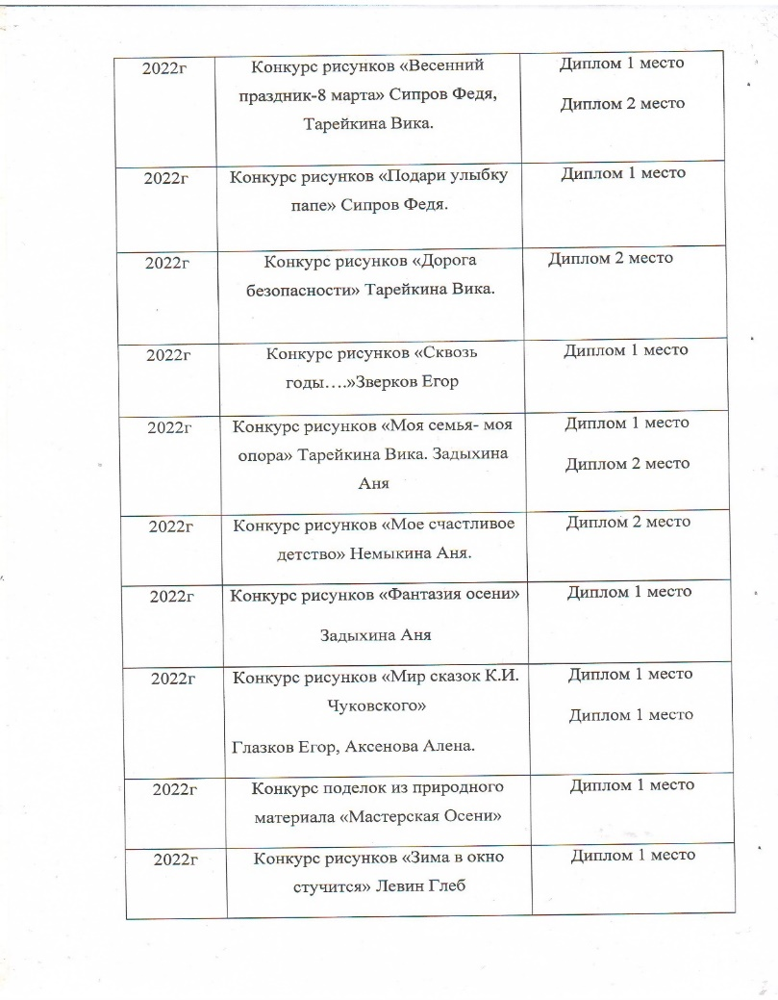 2022г
Конкурс рисунков «Весенний
праздник-8 марта» Сипров Федя,
Тарейкина Вика.
Диплом 1 место
Диплом 2 место
2022г
Конкурс рисунков «Подари улыбку
папе» Сипров Федя.
Диплом 1 место
2022г
Конкурс рисунков «Дорога
безопасности» Тарейкина Вика.
Диплом 2 место
2022г
Конкурс рисунков «Сквозь
годы….»Зверков Егор
Диплом 1 место
2022г
Конкурс рисунков «Моя семья- моя
опора» Тарейкина Вика. Задыхина
Аня
Диплом 1 место
Диплом 2 место
2022г
Конкурс рисунков «Мое счастливое
детство» Немыкина Аня.
Диплом 2 место
2022г
Конкурс рисунков «Фантазия осени»
Задыхина Аня
Диплом 1 место
2022г
Конкурс рисунков «Мир сказок К.И.
Чуковского»
Глазков Егор, Аксенова Алена.
Диплом 1 место
Диплом 1 место
2022г
Конкурс поделок из природного
материала «Мастерская Осени»
Диплом 1 место
2022г
Конкурс рисунков «Зима в окно
стучится» Левин Глеб
Диплом 1 место